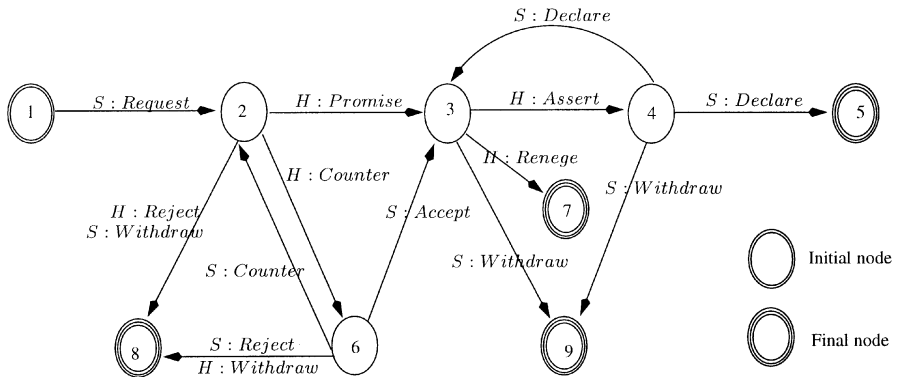 S : Declare
1
S : Request
2
H : Promise
3
H : Assert
4
S : Declare
5
H : Renege
H : Counter
7
S : Withdraw
H : Reject
S : Withdraw
S : Accept
S : Counter
S : Withdraw
Initial node
8
S : Reject
H : Withdraw
6
9
Final node